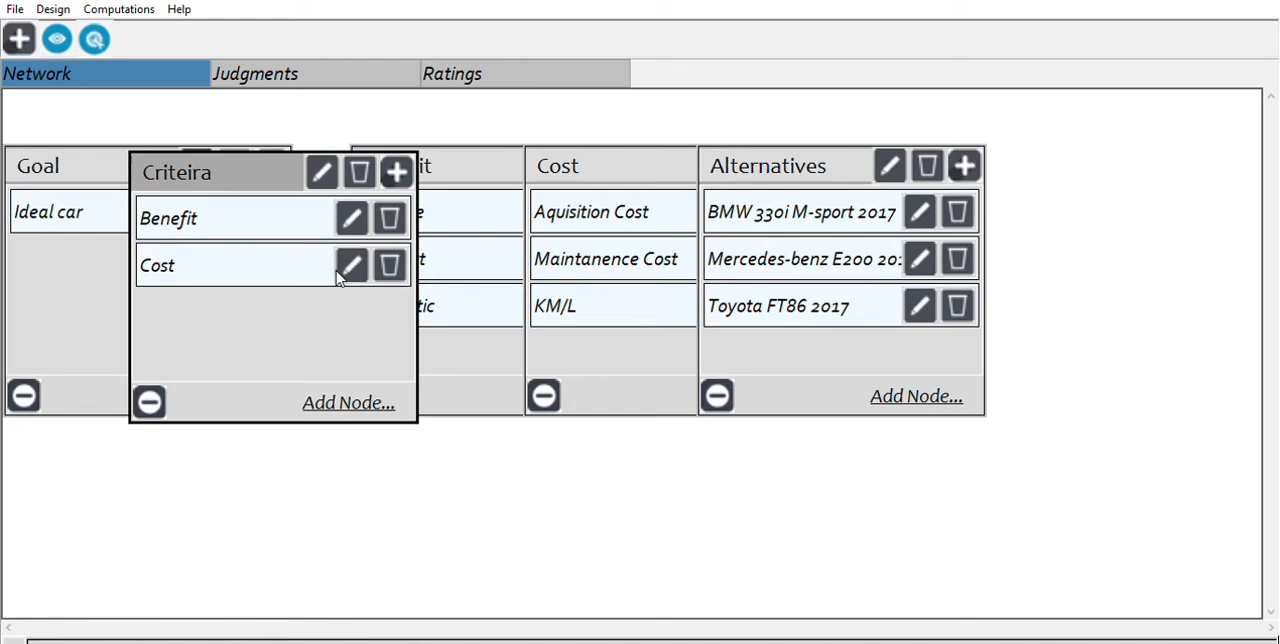 File Design Computations Help
Network Judgments Ratings
Goal
Ideal car
Criteira
Benefit
Cost
Add Node...
Cost
Aquisition Cost
Maintanence Cost
KM/L
Alternatives
BMW 330i M-sport 2017
Mercedes-benz E200
Toyota FT86 2017
Add Node...